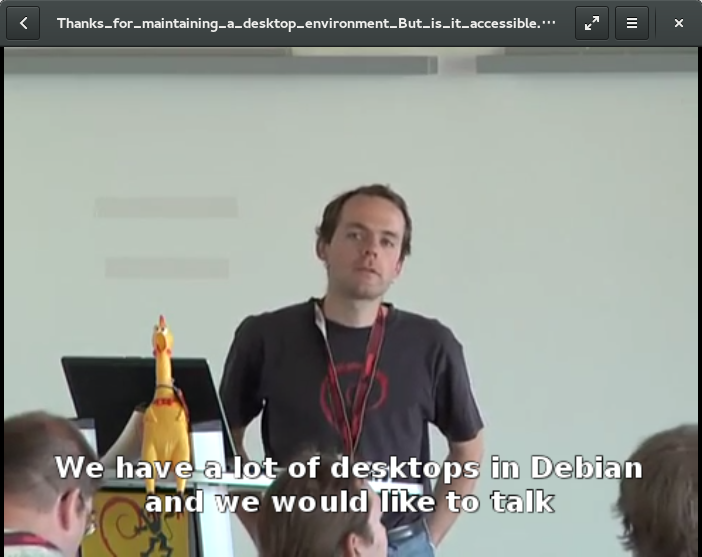 Thanks_for_maintaining_a_desktop_environment_But_is_it_accessible.…
We have a lot of desktops in Debian
and we would like to talk